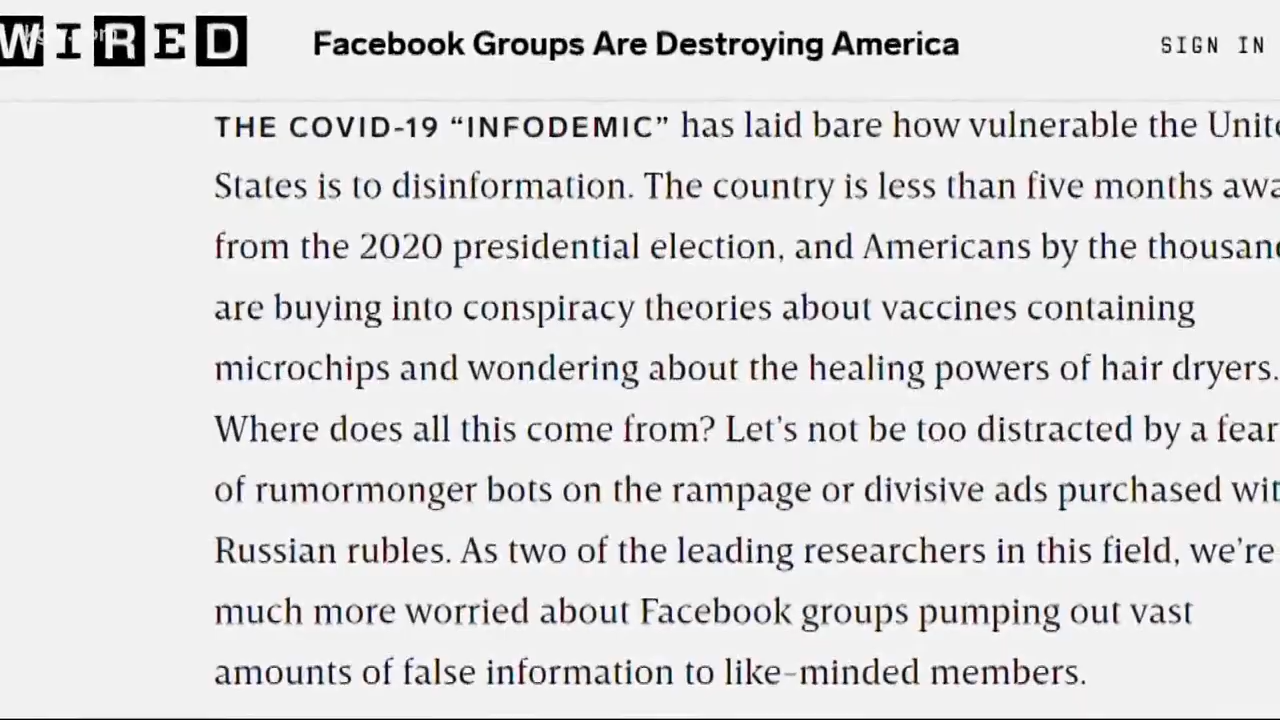 WIRED
Facebook Groups Are Destroying America
SIGN IN
THE COVID-19 “INFODEMIC” has laid bare how vulnerable the Unite
States is to disinformation. The country is less than five months awa
from the 2020 presidential election, and Americans by the thousand
are buying into conspiracy theories about vaccines containing
microchips and wondering about the healing powers of hair dryers.
Where does all this come from? Let’s not be too distracted by a fear
of rumormonger bots on the rampage or divisive ads purchased wit
Russian rubles. As two of the leading researchers in this field, we’re
much more worried about Facebook groups pumping out vast
amounts of false information to like-minded members.